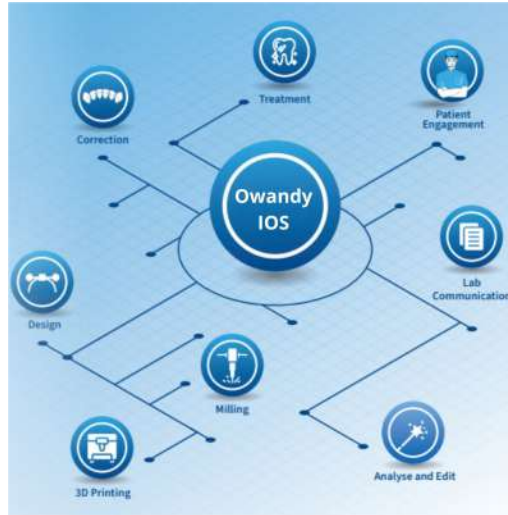 Treatment
Patient
Engagement
Correction
Owandy
IOS
Lab
Communication
Design
Milling
Analyse and Edit
3D Printing